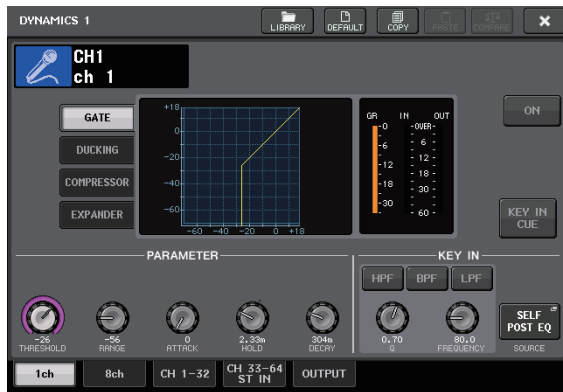 DYNAMICS 1
LIBRARY DEFAULT COPY PASTE COMPARE
CH1
ch 1
GATE
DUCKING
COMPRESSOR
EXPANDER
+18
0
-20
-40
-60
-60 -40 -20 0 +18
GR IN OUT
-0 -OVER-
-6 - 6 -
-12 - 12 -
- 18 -
-18 - 30 -
-30 - 60 -
ON
KEY IN
CUE
PARAMETER
KEY IN
HPF BPF LPF
-26 -56 0 2.33m 304m
THRESHOLD RANGE ATTACK HOLD DECAY
0.70 80.0
Q FREQUENCY
SELF
POST EQ
SOURCE
1ch 8ch CH 1-32 CH 33-64
ST IN OUTPUT